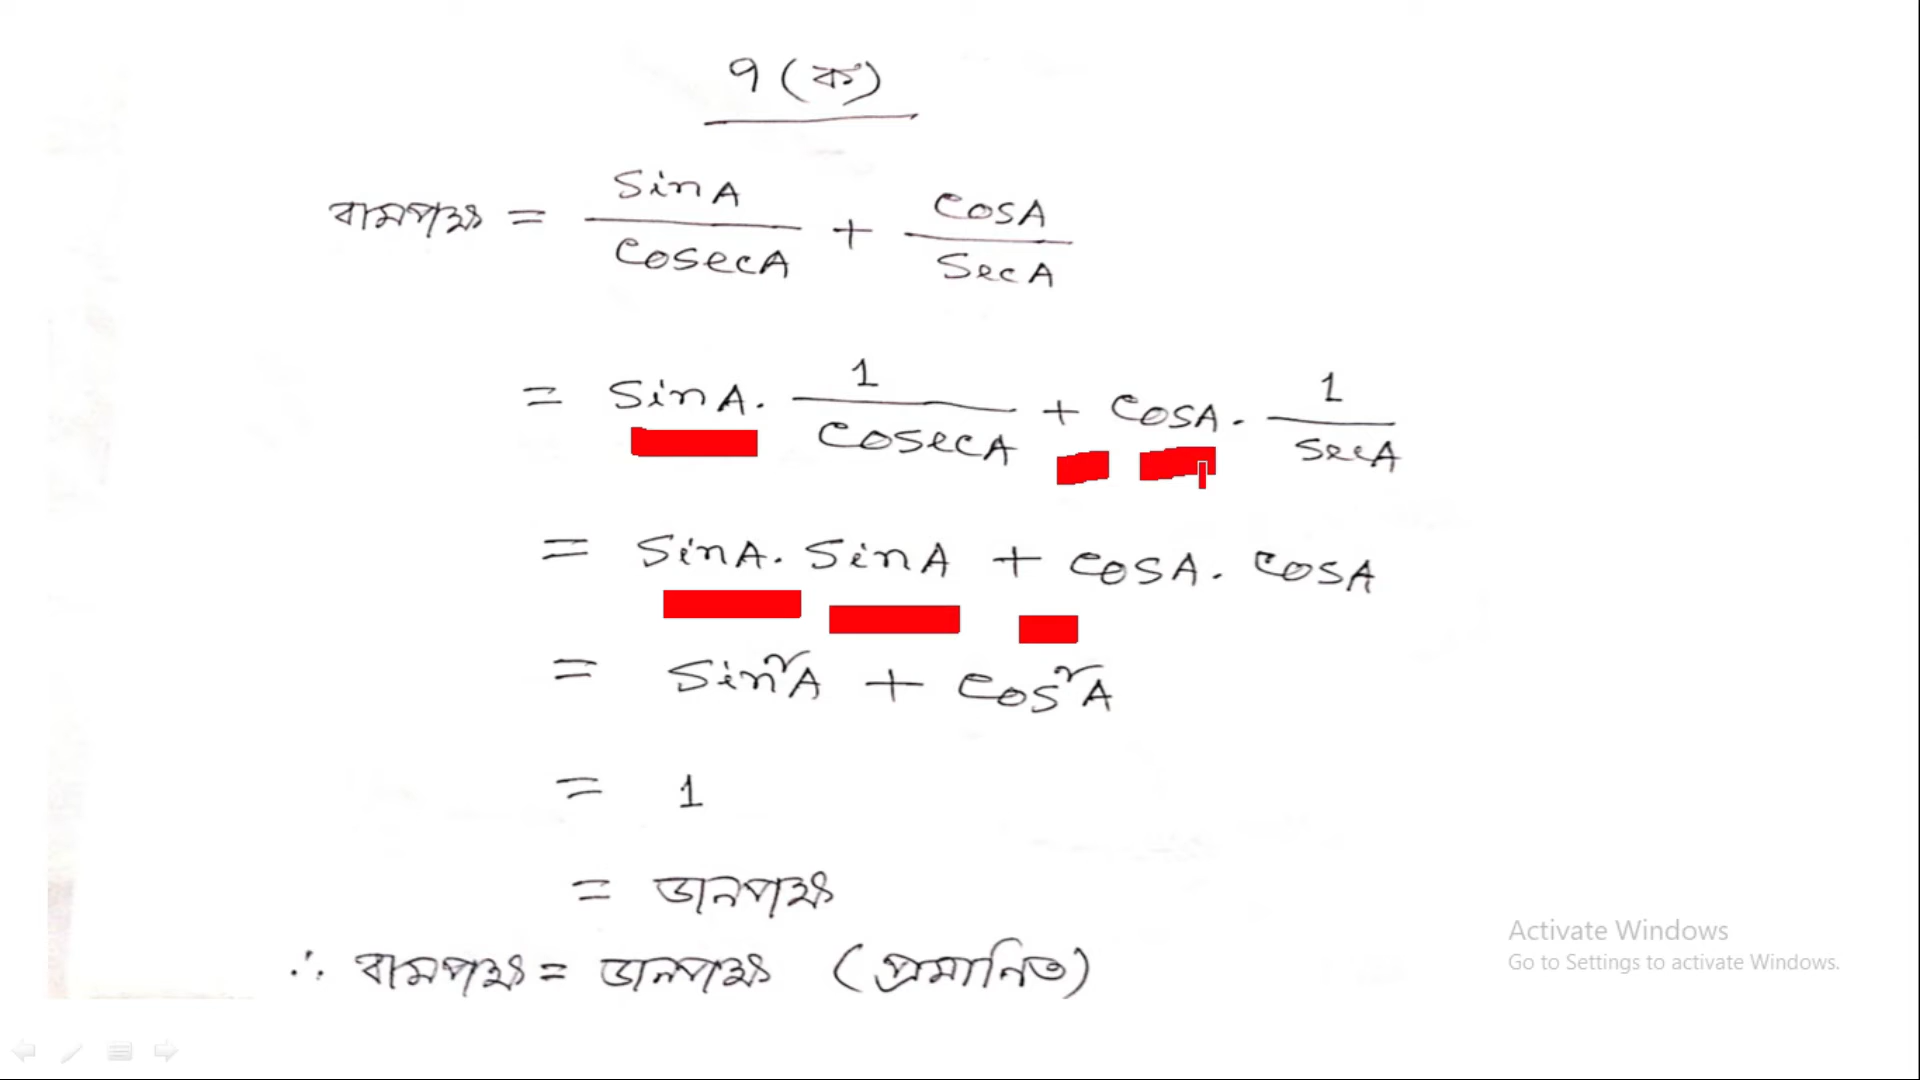 ৭ (ক)
বামপক্ষ = sinA/cosecA + cosA/secA
= sinA. 1/cosecA + cosA. 1/secA
= sinA. sinA + cosA. cosA
= sin²A + cos²A
= 1
= ডানপক্ষ
∴ বামপক্ষ = ডানপক্ষ (প্রমানিত)
Activate Windows
Go to Settings to activate Windows.